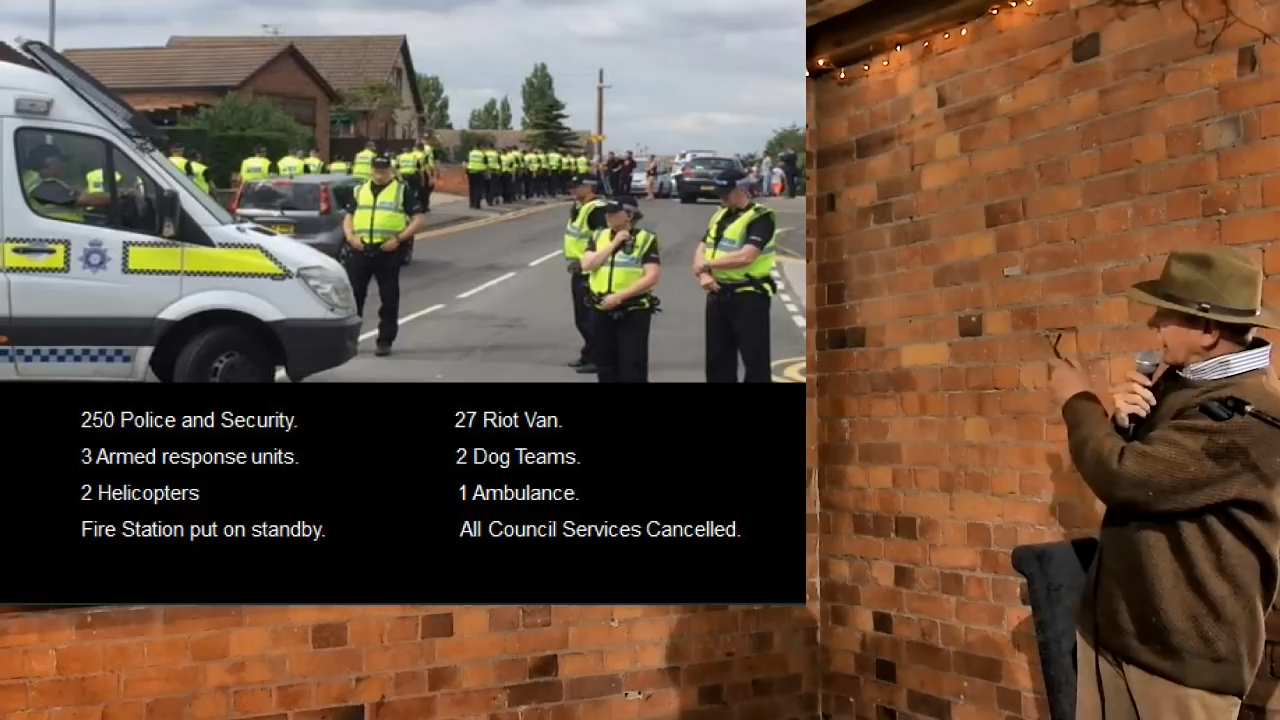 250 Police and Security.
27 Riot Van.
3 Armed response units.
2 Dog Teams.
2 Helicopters
1 Ambulance.
Fire Station put on standby.
All Council Services Cancelled.